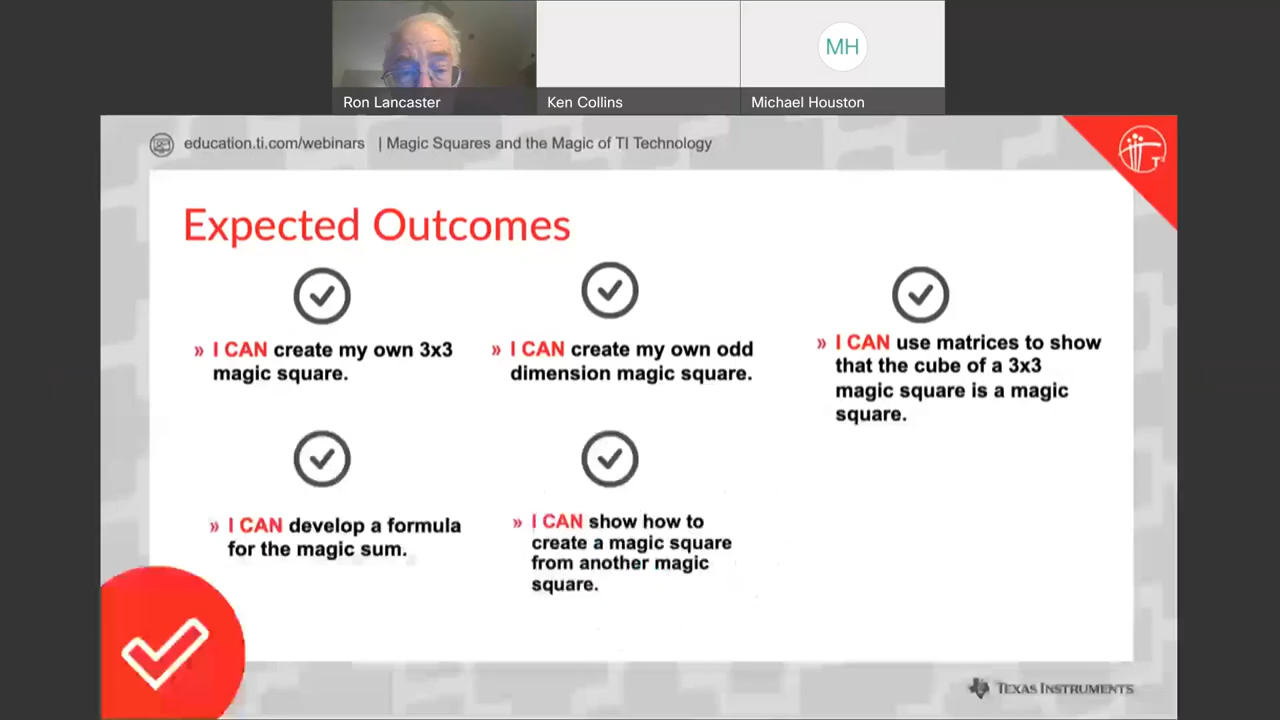 MH
Ron Lancaster
Ken Collins
Michael Houston
education.ti.com/webinars | Magic Squares and the Magic of TI Technology
Expected Outcomes
» I CAN create my own 3x3
magic square.
» I CAN create my own odd
dimension magic square.
» I CAN use matrices to show
that the cube of a 3x3
magic square is a magic
square.
» I CAN develop a formula
for the magic sum.
» I CAN show how to
create a magic square
from another magic
square.
TEXAS INSTRUMENTS